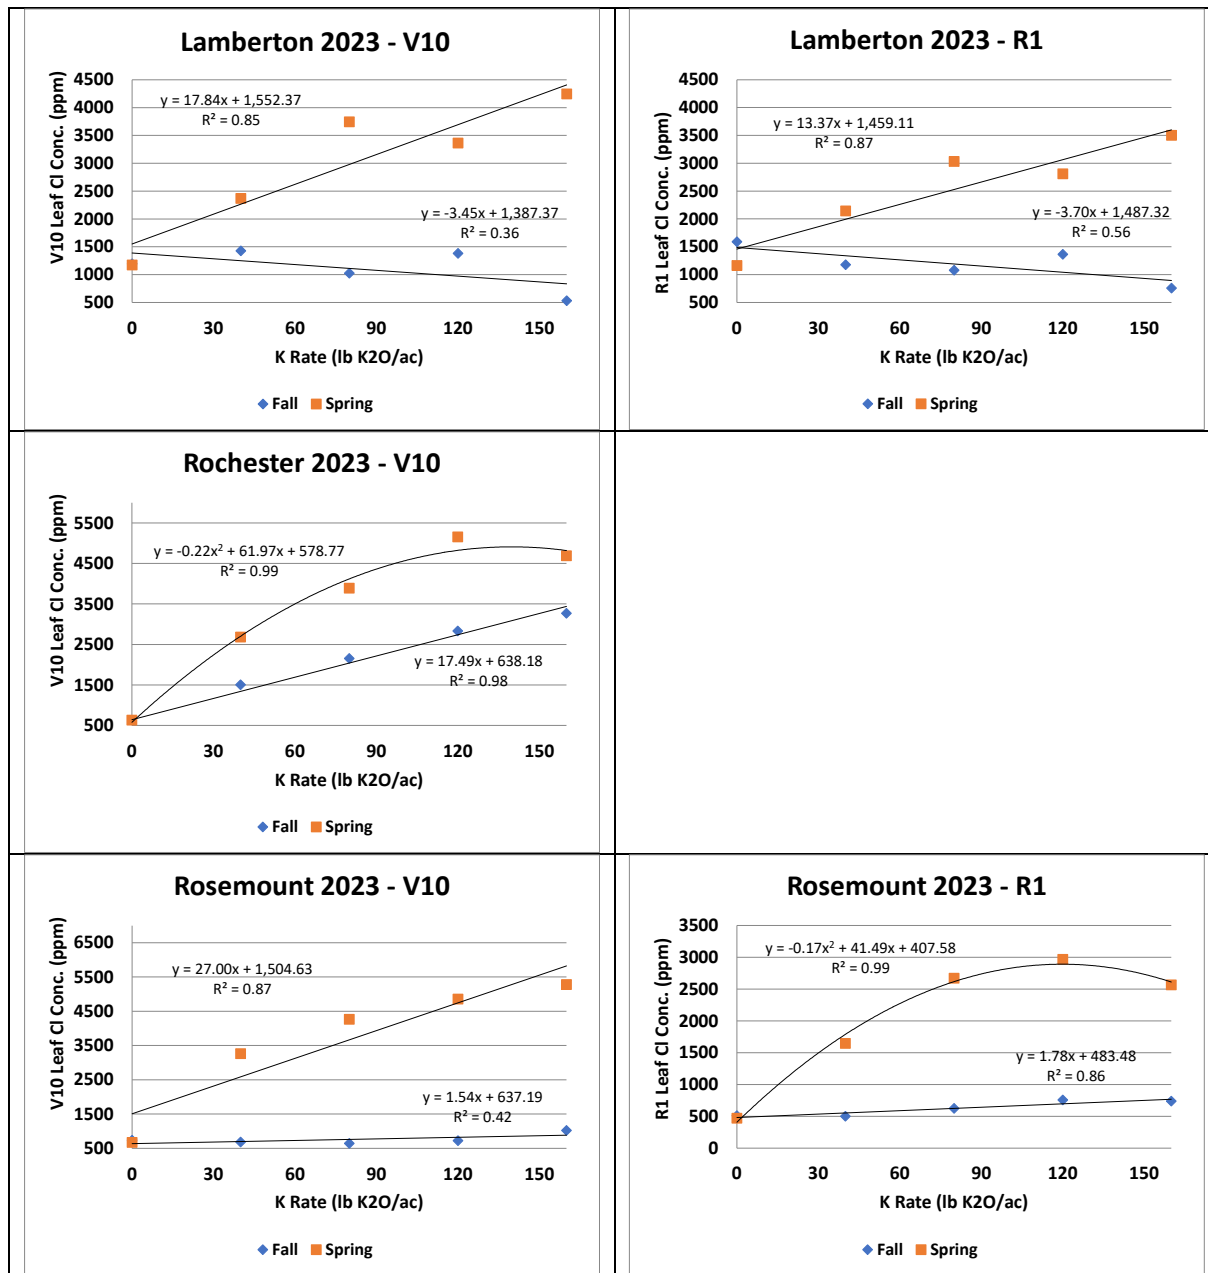 Lamberton 2023 - V10
V10 Leaf Cl Conc. (ppm)
4500
4000
3500
3000
2500
2000
1500
1000
500
y = 17.84x + 1,552.37
R² = 0.85
y = -3.45x + 1,387.37
R² = 0.36
0 30 60 90 120 150
K Rate (lb K2O/ac)
Fall Spring
Lamberton 2023 - R1
R1 Leaf Cl Conc. (ppm)
4500
4000
3500
3000
2500
2000
1500
1000
500
y = 13.37x + 1,459.11
R² = 0.87
y = -3.70x + 1,487.32
R² = 0.56
0 30 60 90 120 150
K Rate (lb K2O/ac)
Fall Spring
Rochester 2023 - V10
V10 Leaf Cl Conc. (ppm)
5500
4500
3500
2500
1500
500
y = -0.22x² + 61.97x + 578.77
R² = 0.99
y = 17.49x + 638.18
R² = 0.98
0 30 60 90 120 150
K Rate (lb K2O/ac)
Fall Spring
Rosemount 2023 - V10
V10 Leaf Cl Conc. (ppm)
6500
5500
4500
3500
2500
1500
500
y = 27.00x + 1,504.63
R² = 0.87
y = 1.54x + 637.19
R² = 0.42
0 30 60 90 120 150
K Rate (lb K2O/ac)
Fall Spring
Rosemount 2023 - R1
R1 Leaf Cl Conc. (ppm)
3500
3000
2500
2000
1500
1000
500
0
y = -0.17x² + 41.49x + 407.58
R² = 0.99
y = 1.78x + 483.48
R² = 0.86
0 30 60 90 120 150
K Rate (lb K2O/ac)
Fall Spring